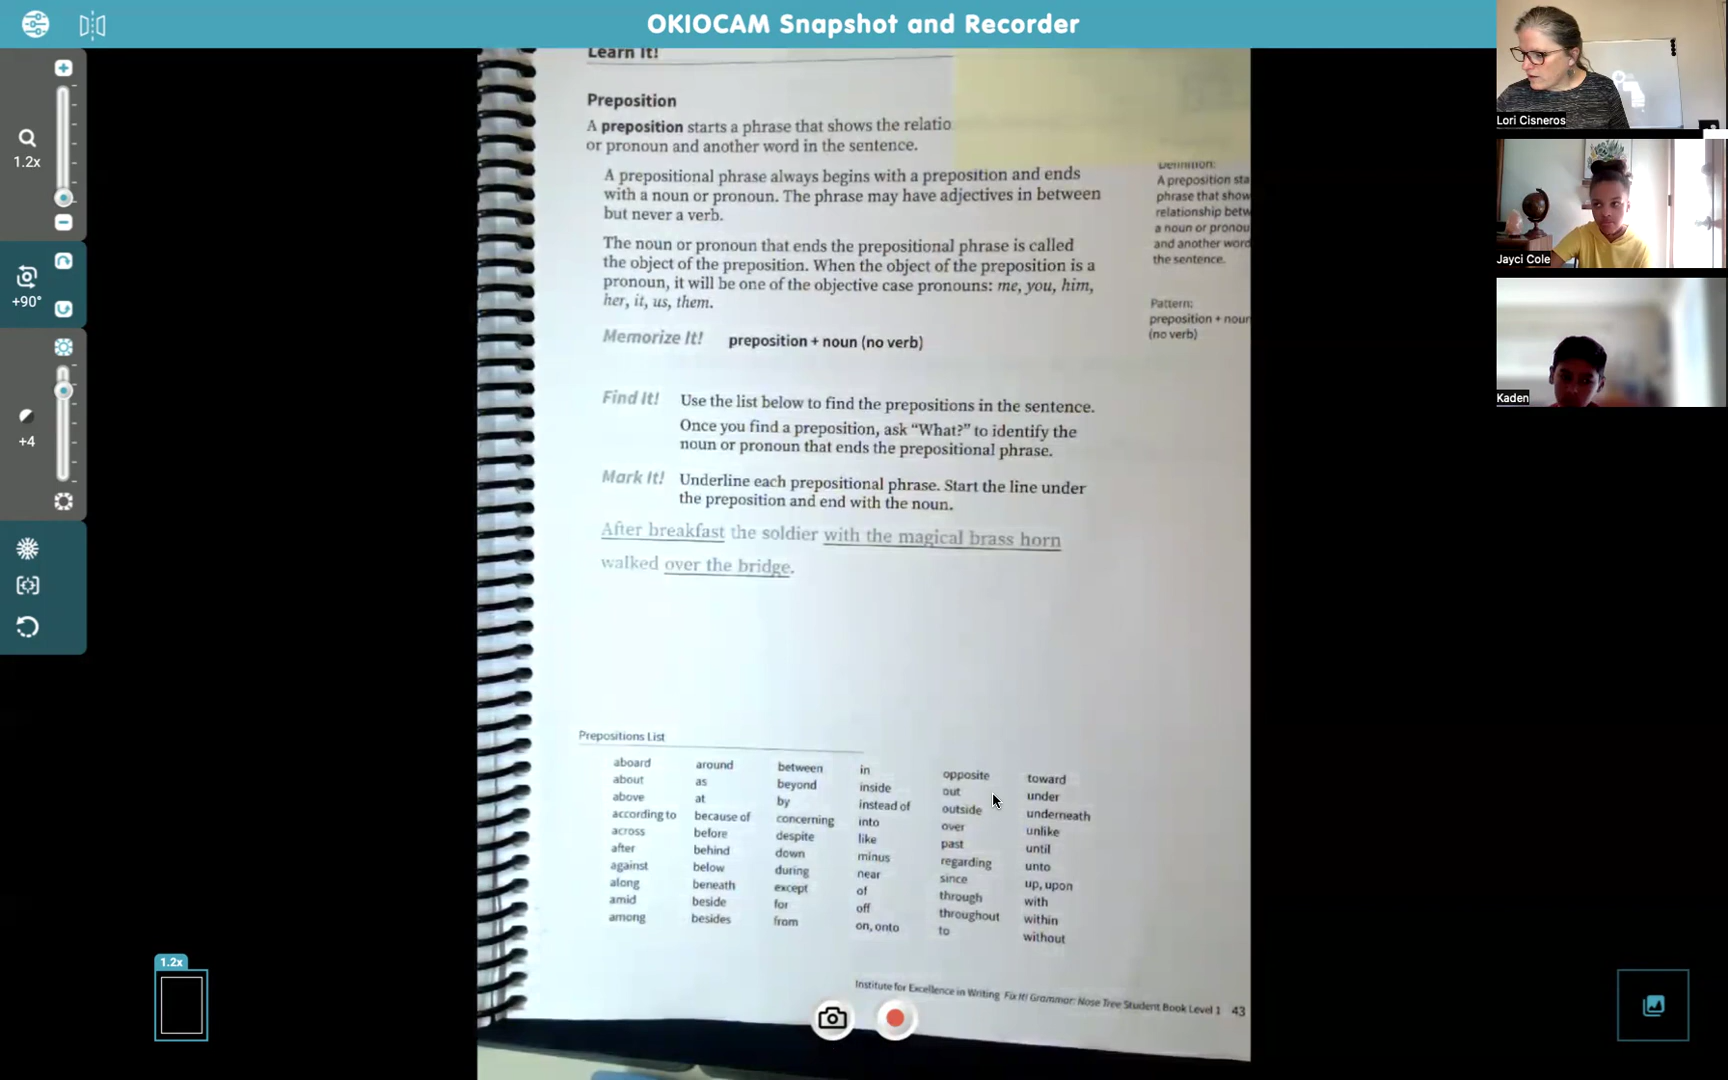 OKIOCAM Snapshot and Recorder
1.2x
+90°
+4
1.2x
Learn It!
Preposition
A preposition starts a phrase that shows the relatio
or pronoun and another word in the sentence.
A prepositional phrase always begins with a preposition and ends
with a noun or pronoun. The phrase may have adjectives in between
but never a verb.
The noun or pronoun that ends the prepositional phrase is called
the object of the preposition. When the object of the preposition is a
pronoun, it will be one of the objective case pronouns: me, you, him,
her, it, us, them.
Memorize It! preposition + noun (no verb)
Find It! Use the list below to find the prepositions in the sentence.
Once you find a preposition, ask “What?” to identify the
noun or pronoun that ends the prepositional phrase.
Mark It! Underline each prepositional phrase. Start the line under
the preposition and end with the noun.
After breakfast the soldier with the magical brass horn
walked over the bridge.
Definition:
A preposition sta
phrase that show
relationship betw
a noun or pronou
and another word
the sentence.
Pattern:
preposition + noun
(no verb)
Prepositions List
aboard around between in opposite toward
about as beyond inside out under
above at by instead of outside underneath
according to because of concerning into over unlike
across before despite like past until
after behind down minus regarding unto
against below during near since up, upon
along beneath except of through with
amid beside for off throughout within
among besides from on, onto to without
Institute for Excellence in Writing Fix It! Grammar: Nose Tree Student Book Level 1 43
Lori Cisneros
Jayci Cole
Kaden